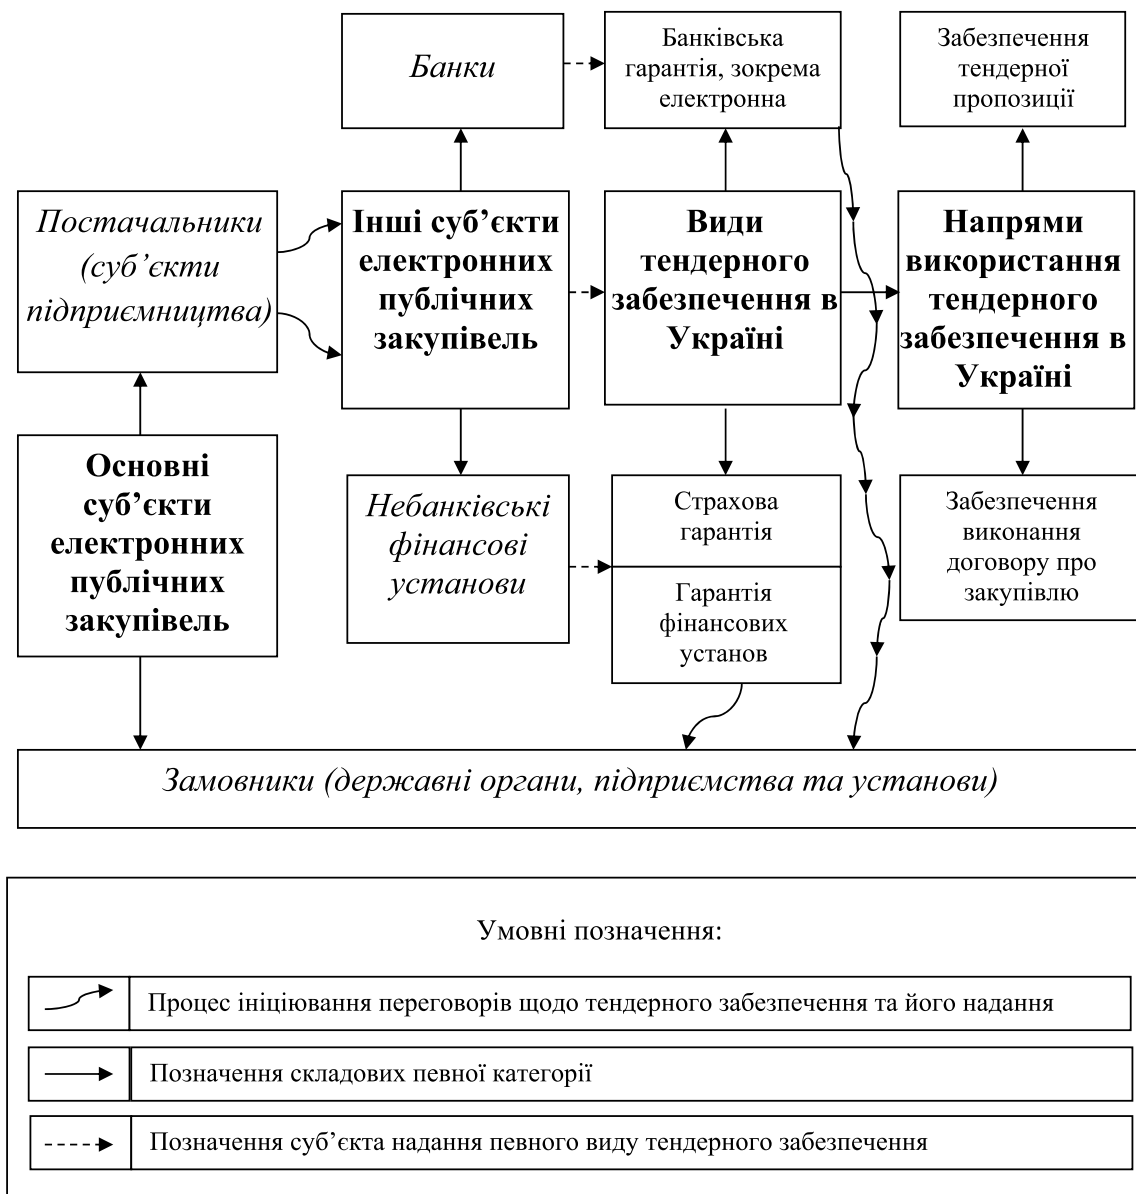 Банки
Банківська
гарантія, зокрема
електронна
Забезпечення
тендерної
пропозиції
Постачальники
(суб’єкти
підприємництва)
Інші суб’єкти
електронних
публічних
закупівель
Види
тендерного
забезпечення в
Україні
Напрями
використання
тендерного
забезпечення в
Україні
Основні
суб’єкти
електронних
публічних
закупівель
Небанківські
фінансові
установи
Страхова
гарантія
Гарантія
фінансових
установ
Забезпечення
виконання
договору про
закупівлю
Замовники (державні органи, підприємства та установи)
Умовні позначення:
Процес ініціювання переговорів щодо тендерного забезпечення та його надання
Позначення складових певної категорії
Позначення суб’єкта надання певного виду тендерного забезпечення